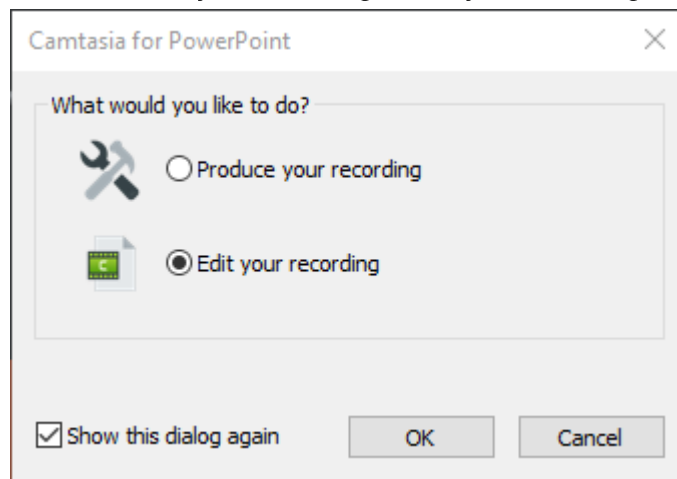 Camtasia for PowerPoint
What would you like to do?
Produce your recording
C
Edit your recording
Show this dialog again
OK
Cancel